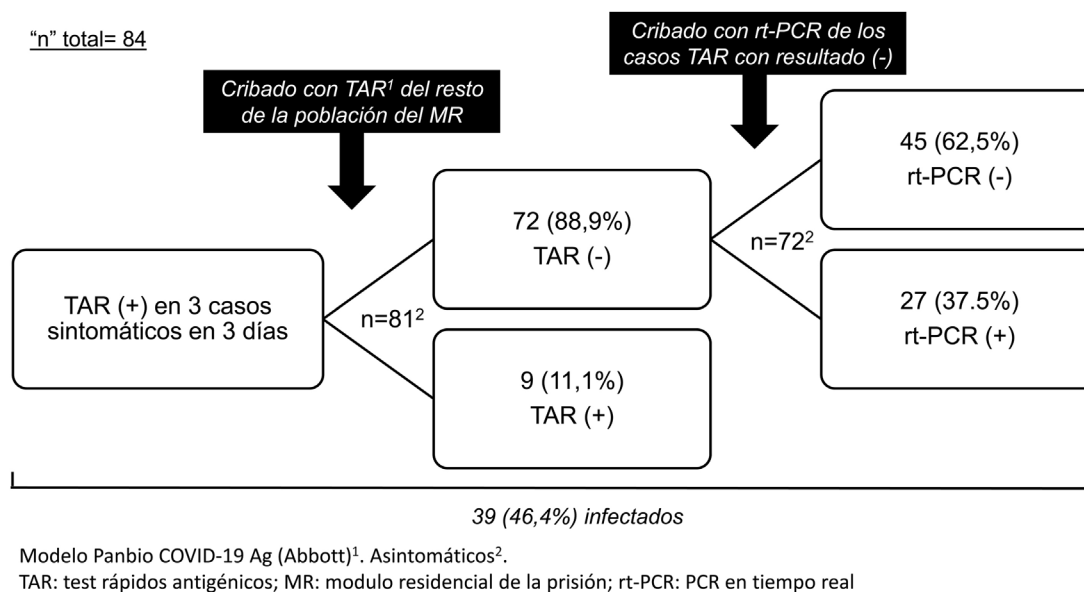 “n” total= 84
Cribado con TAR¹ del resto
de la población del MR
Cribado con rt-PCR de los
casos TAR con resultado (-)
TAR (+) en 3 casos
sintomáticos en 3 días
n=81²
72 (88,9%)
TAR (-)
9 (11,1%)
TAR (+)
n=72²
45 (62,5%)
rt-PCR (-)
27 (37.5%)
rt-PCR (+)
39 (46,4%) infectados
Modelo Panbio COVID-19 Ag (Abbott)¹. Asintomáticos².
TAR: test rápidos antigénicos; MR: modulo residencial de la prisión; rt-PCR: PCR en tiempo real